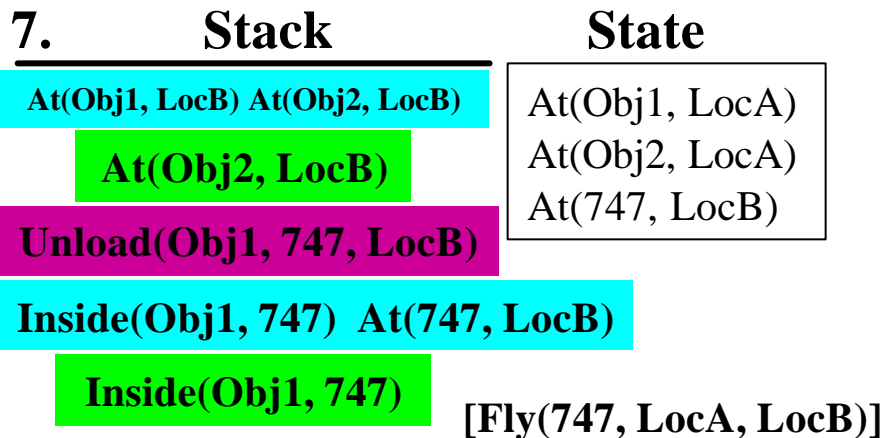 7. Stack State
At(Obj1, LocB) At(Obj2, LocB)
At(Obj2, LocB)
Unload(Obj1, 747, LocB)
Inside(Obj1, 747) At(747, LocB)
Inside(Obj1, 747)
At(Obj1, LocA)
At(Obj2, LocA)
At(747, LocB)
[Fly(747, LocA, LocB)]